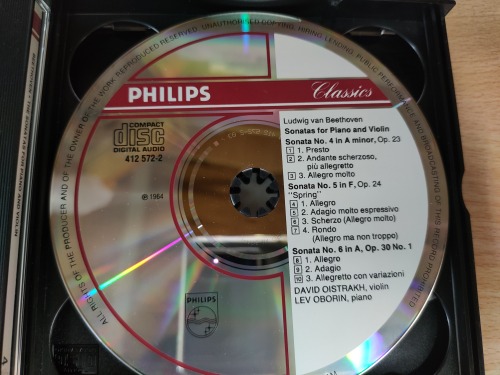 ALL RIGHTS OF THE PRODUCER AND OF THE OWNER OF THE WORK REPRODUCED RESERVED. UNAUTHORISED COPYING, HIRING, LENDING, PUBLIC PERFORMANCE AND BROADCASTING OF THIS RECORD PROHIBITED
PHILIPS
Classics
COMPACT
disc
DIGITAL AUDIO
412 572-2
℗ 1964
Ludwig van Beethoven
Sonatas for Piano and Violin
Sonata No. 4 in A minor, Op. 23
1 1. Presto
2 2. Andante scherzoso,
più allegretto
3 3. Allegro molto
Sonata No. 5 in F, Op. 24
"Spring"
4 1. Allegro
5 2. Adagio molto espressivo
6 3. Scherzo (Allegro molto)
7 4. Rondo
(Allegro ma non troppo)
Sonata No. 6 in A, Op. 30 No. 1
8 1. Allegro
9 2. Adagio
10 3. Allegretto con variazioni
DAVID OISTRAKH, violin
LEV OBORIN, piano
PHILIPS